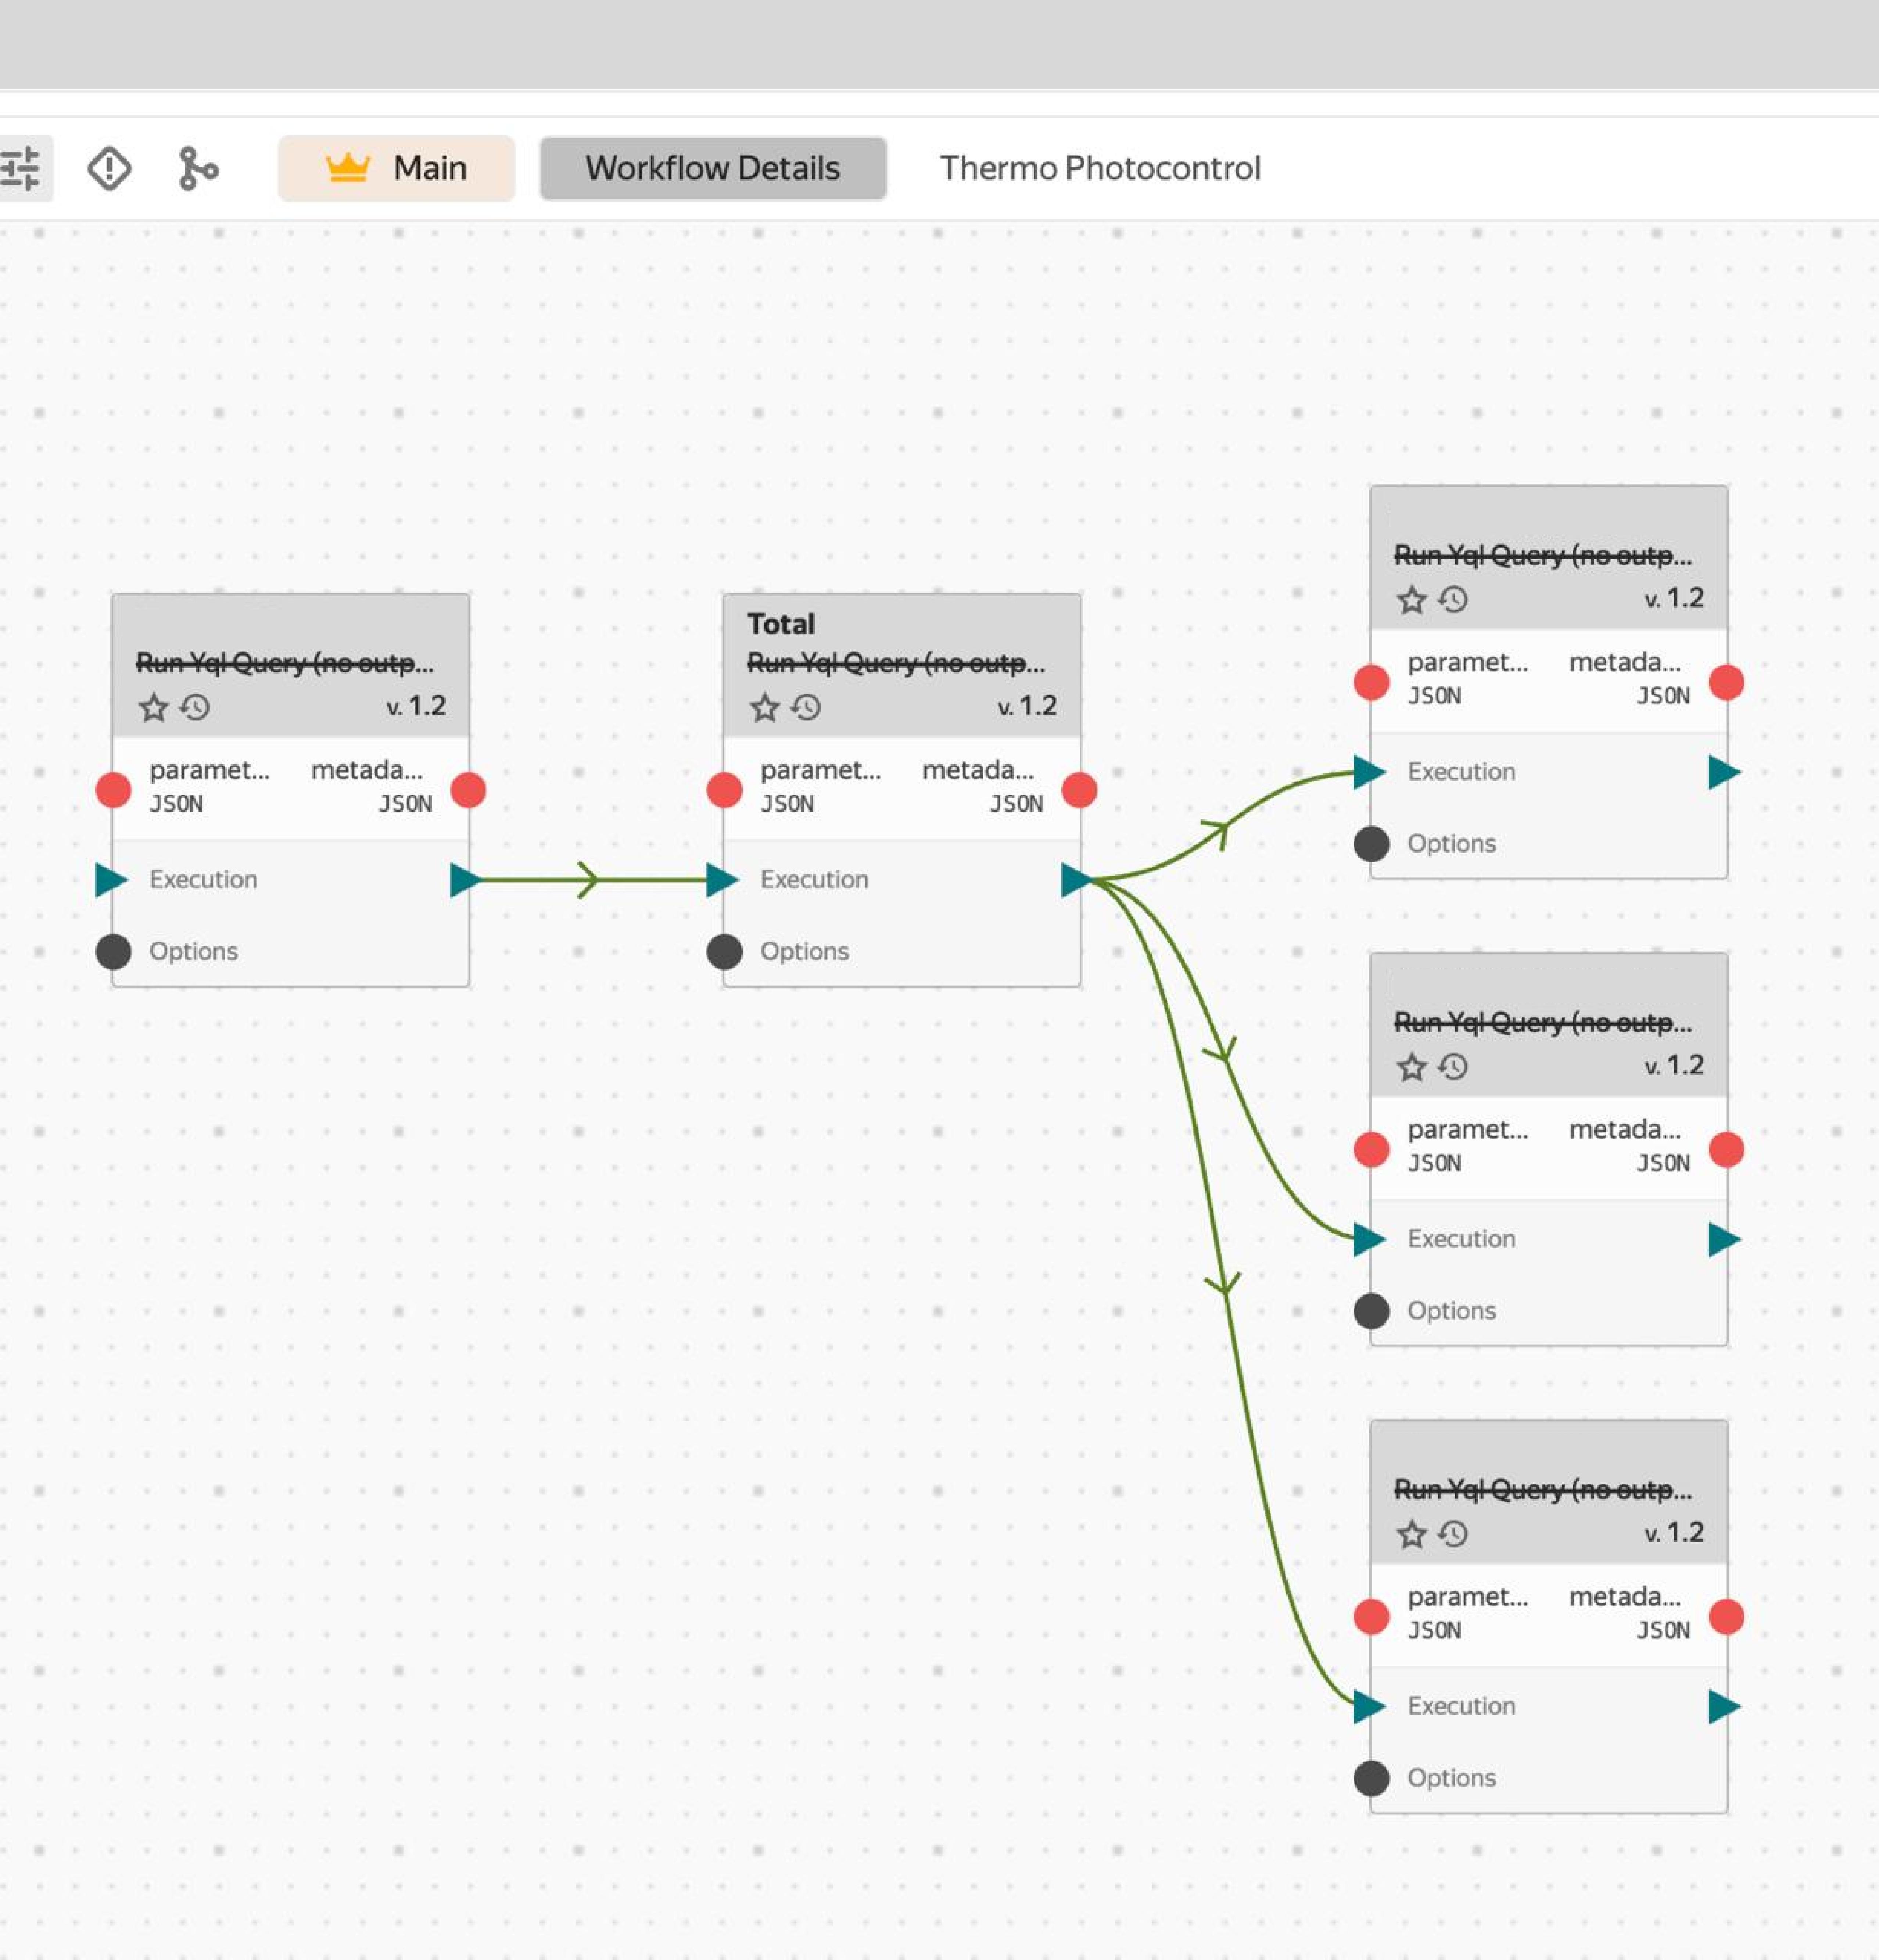 Main Workflow Details Thermo Photocontrol
Run Yql Query (no outp...
v. 1.2
paramet... metada...
JSON JSON
Execution
Options
Total
Run Yql Query (no outp...
v. 1.2
paramet... metada...
JSON JSON
Execution
Options
Run Yql Query (no outp...
v. 1.2
paramet... metada...
JSON JSON
Execution
Options
Run Yql Query (no outp...
v. 1.2
paramet... metada...
JSON JSON
Execution
Options
Run Yql Query (no outp...
v. 1.2
paramet... metada...
JSON JSON
Execution
Options